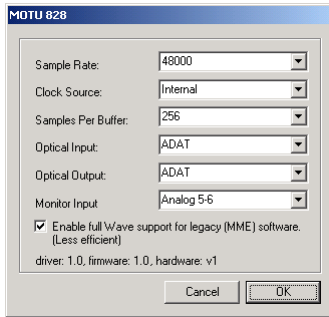 MOTU 828
Sample Rate: 48000
Clock Source: Internal
Samples Per Buffer: 256
Optical Input: ADAT
Optical Output: ADAT
Monitor Input Analog 5-6
Enable full Wave support for legacy (MME) software.
(Less efficient)
driver: 1.0, firmware: 1.0, hardware: v1
Cancel OK